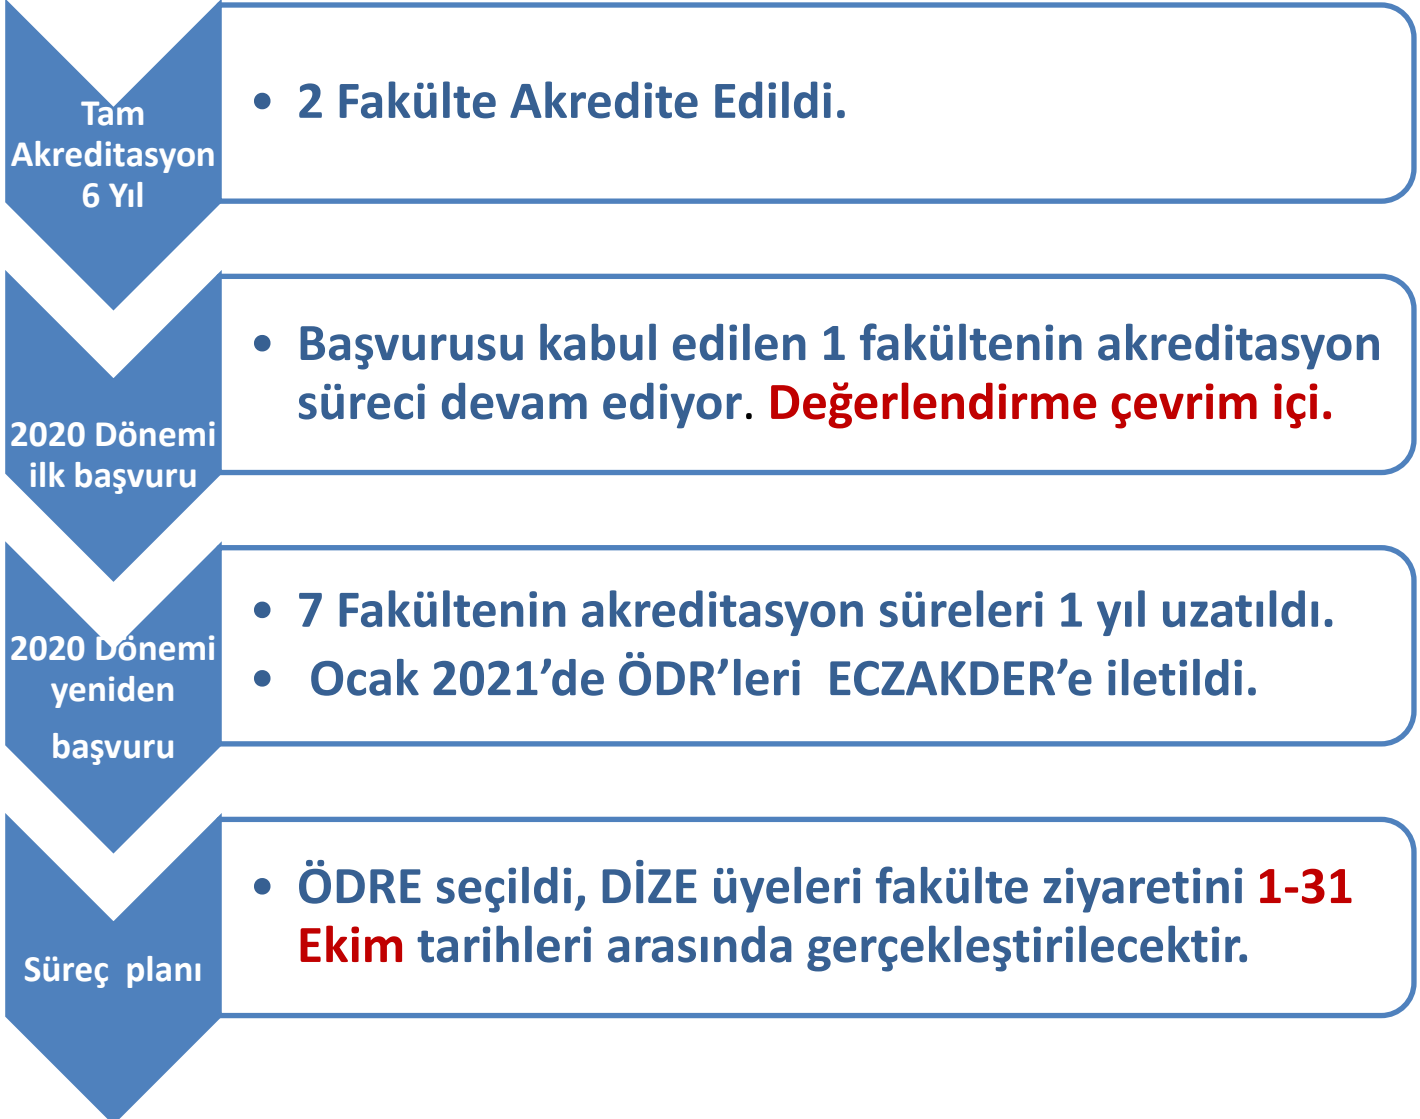 Tam
Akreditasyon
6 Yıl
• 2 Fakülte Akredite Edildi.
2020 Dönemi
ilk başvuru
• Başvurusu kabul edilen 1 fakültenin akreditasyon
süreci devam ediyor. Değerlendirme çevrim içi.
2020 Dönemi
yeniden
başvuru
• 7 Fakültenin akreditasyon süreleri 1 yıl uzatıldı.
• Ocak 2021’de ÖDR’leri ECZAKDER’e iletildi.
Süreç planı
• ÖDRE seçildi, DİZE üyeleri fakülte ziyaretini 1-31
Ekim tarihleri arasında gerçekleştirilecektir.